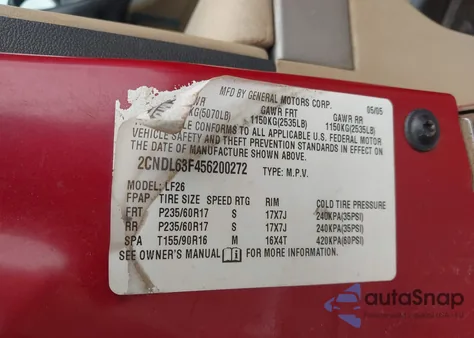 MFD BY GENERAL MOTORS CORP. 05/05
WR GAWR FRT GAWR RR
KG(5070LB) 1150KG(2535LB) 1150KG(2535LB)
VEHICLE CONFORMS TO ALL APPLICABLE U.S. FEDERAL MOTOR
VEHICLE SAFETY AND THEFT PREVENTION STANDARDS IN EFFECT ON
THE DATE OF MANUFACTURE SHOWN ABOVE.
2CNDL63F456200272 TYPE: M.P.V.
MODEL: LF26
FPAP TIRE SIZE SPEED RTG RIM COLD TIRE PRESSURE
FRT P235/60R17 S 17X7J 240KPA(35PSI)
RR P235/60R17 S 17X7J 240KPA(35PSI)
SPA T155/90R16 M 16X4T 420KPA(60PSI)
SEE OWNER'S MANUAL FOR MORE INFORMATION
autoSnap